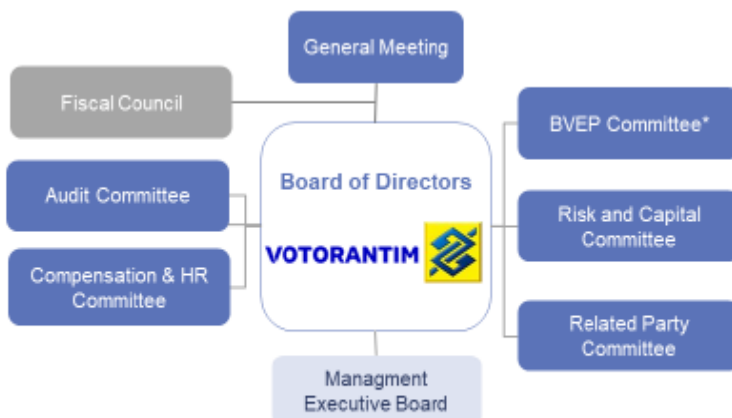 General Meeting
Fiscal Council
BVEP Committee*
Board of Directors
Audit Committee
Risk and Capital
Committee
VOTORANTIM
Compensation & HR
Committee
Related Party
Committee
Managment
Executive Board